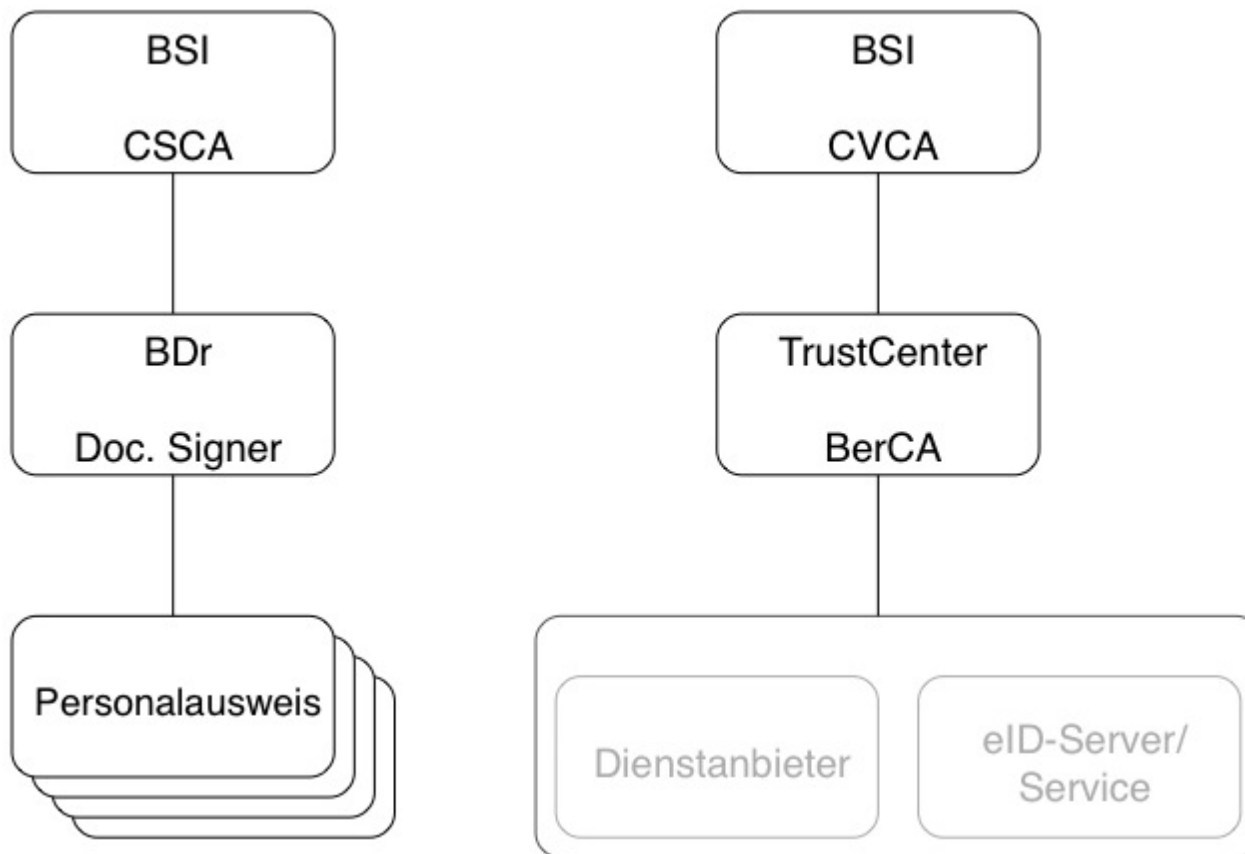 BSI
CSCA
BSI
CVCA
BDr
Doc. Signer
TrustCenter
BerCA
Personalausweis
Dienstanbieter
eID-Server/
Service